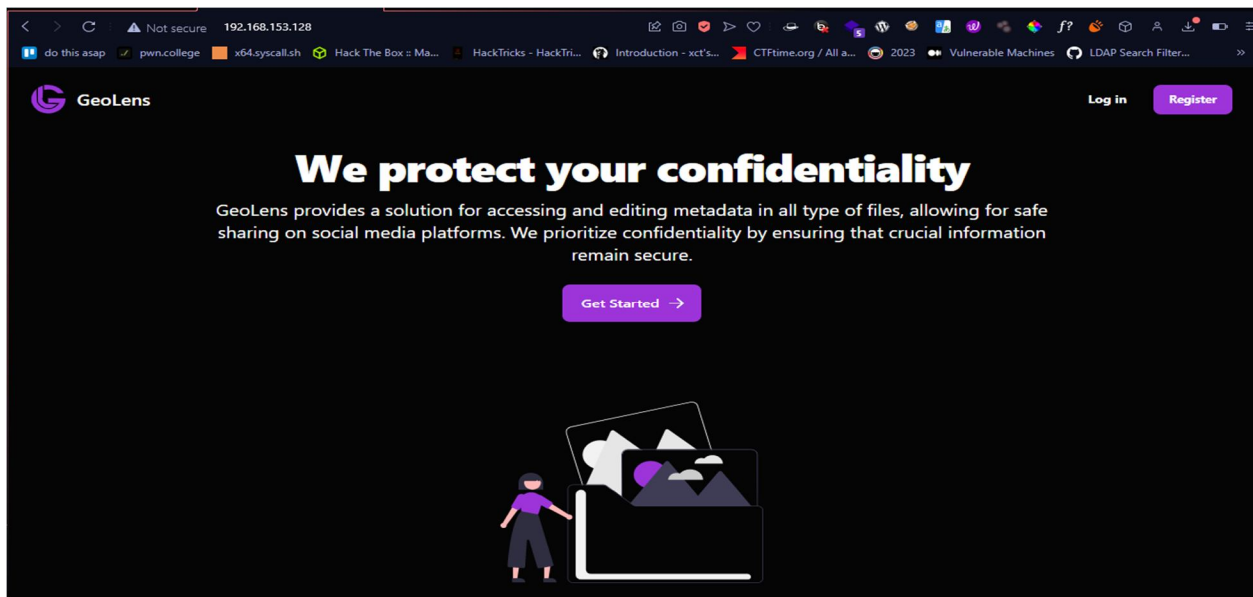 Not secure 192.168.153.128
5
f?
do this asap pwn.college x64.syscall.sh Hack The Box :: Ma... HackTricks - HackTri... Introduction - xct's... CTFtime.org / All a... 2023 Vulnerable Machines LDAP Search Filter... »
GeoLens Log in Register
We protect your confidentiality
GeoLens provides a solution for accessing and editing metadata in all type of files, allowing for safe
sharing on social media platforms. We prioritize confidentiality by ensuring that crucial information
remain secure.
Get Started →